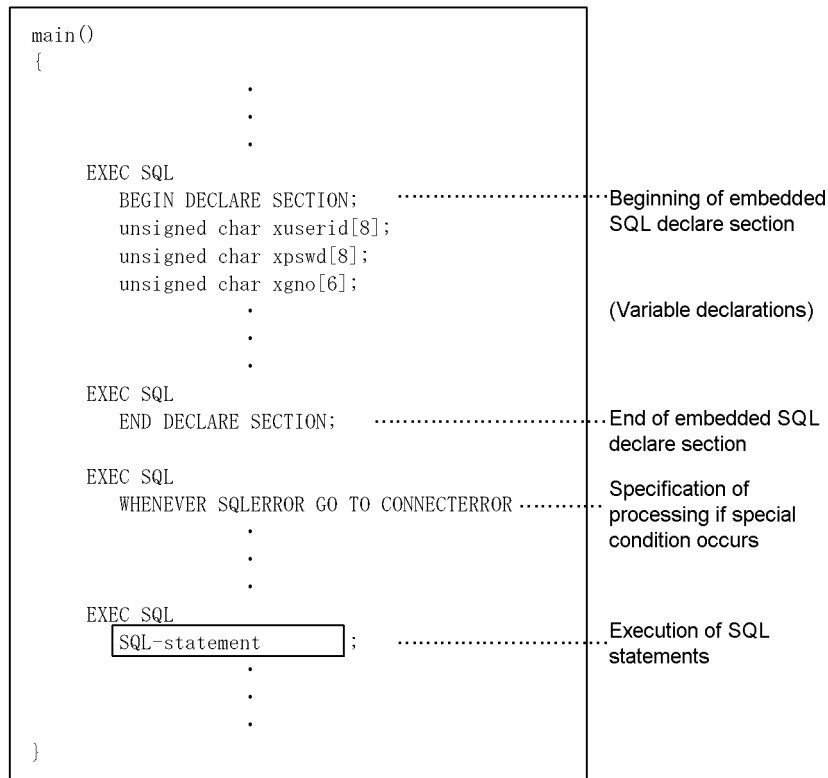 main()
{
.
.
.
EXEC SQL
BEGIN DECLARE SECTION; Beginning of embedded
SQL declare section
unsigned char xuserid[8];
unsigned char xpswd[8];
unsigned char xgno[6];
. (Variable declarations)
.
.
EXEC SQL
END DECLARE SECTION; End of embedded SQL
declare section
EXEC SQL
WHENEVER SQLERROR GO TO CONNECTERROR Specification of
processing if special
condition occurs
.
.
.
EXEC SQL
SQL-statement ; Execution of SQL
statements
.
.
.
}